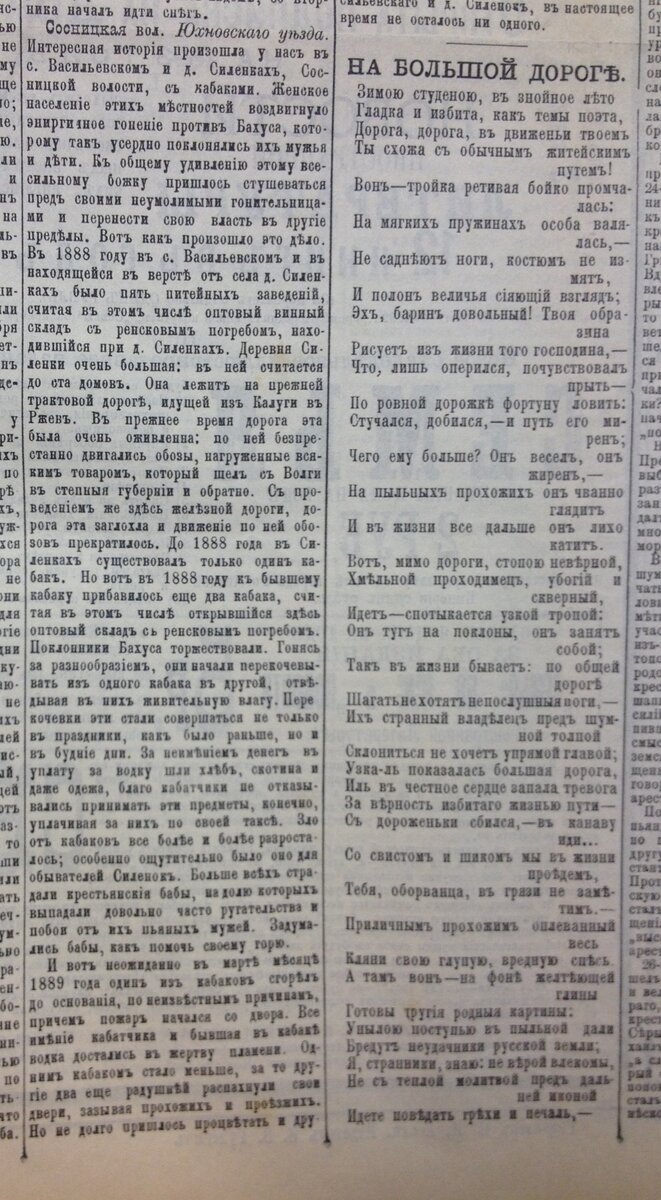 ника началъ идти снѣгъ.
Сосницкая вол. Юхновскаго уѣзда.
Интересная исторія произошла у насъ въ
с. Васильевскомъ и д. Силенкахъ, Сос-
ницкой волости, съ кабаками. Женское
населеніе этихъ мѣстностей воздвигнуло
энергичное гоненіе противъ Бахуса, кото-
рому такъ усердно поклонялись ихъ мужья
и дѣти. Къ общему удивленію этому все-
сильному божку пришлось стушеваться
предъ своими неумолимыми гонительница-
ми и перенести свою власть въ другіе
предѣлы. Вотъ какъ произошло это дѣло.
Въ 1888 году въ с. Васильевскомъ и въ
находящейся въ верстѣ отъ села д. Силен-
кахъ было пять питейныхъ заведеній,
считая въ этомъ числѣ оптовый винный
складъ съ ренсковымъ погребомъ, нахо-
дившійся при д. Силенкахъ. Деревня Си-
ленки очень большая: въ ней считается
до ста домовъ. Она лежитъ на прежней
трактовой дорогѣ, идущей изъ Калуги въ
Ржевъ. Въ прежнее время дорога эта
была очень оживленна: по ней безпре-
станно двигались обозы, нагруженные вся-
кимъ товаромъ, который шелъ съ Волги
въ степныя губерніи и обратно. Съ про-
веденіемъ же здѣсь желѣзной дороги, до-
рога эта заглохла и движеніе по ней обо-
зовъ прекратилось. До 1888 года въ Си-
ленкахъ существовалъ только одинъ ка-
бакъ. Но вотъ въ 1888 году къ бывшему
кабаку прибавилось еще два кабака, счи-
тая въ этомъ числѣ открывшійся здѣсь
оптовый складъ съ ренсковымъ погребомъ.
Поклонники Бахуса торжествовали. Гонясь
за разнообразіемъ, они начали перекочевы-
вать изъ одного кабака въ другой, отвѣ-
дывая въ нихъ живительную влагу. Пере
кочевки эти стали совершаться не только
въ праздники, какъ было раньше, но и
въ будніе дни. За неимѣніемъ денегъ въ
уплату за водку шли хлѣбъ, скотина и
даже одежа, благо кабатчики не отказы-
вались принимать эти предметы, конечно,
уплачивая за нихъ по своей таксѣ. Зло
отъ кабаковъ все болѣе и болѣе разроста-
лось; особенно ощутительно было оно для
обывателей Силенокъ. Больше всѣхъ стра-
дали крестьянскія бабы, на долю которыхъ
выпадали довольно часто ругательства и
побои отъ ихъ пьяныхъ мужей. Задума-
лись бабы, какъ помочь своему горю.
И вотъ неожиданно въ мартѣ мѣсяцѣ
1889 года одинъ изъ кабаковъ сгорѣлъ
до основанія, по неизвѣстнымъ причинамъ,
причемъ пожаръ начался со двора. Все
имѣніе кабатчика и бывшая въ кабакѣ
водка достались въ жертву пламени. Од-
нимъ кабакомъ стало меньше, за то дру-
гіе два еще радушнѣй распахнули свои
двери, зазывая прохожихъ и проѣзжихъ.
Но не долго пришлось процвѣтать и дру-
сильевскаго и д. Силенокъ, въ настоящее
время не осталось ни одного.
НА БОЛЬШОЙ ДОРОГѢ.
Зимою студеною, въ знойное лѣто
Гладка и избита, какъ темы поэта,
Дорога, дорога, въ движеньи твоемъ
Ты схожа съ обычнымъ житейскимъ
путемъ!
Вонъ—тройка ретивая бойко промча-
лась:
На мягкихъ пружинахъ особа валя-
лась,—
Не саднѣютъ ноги, костюмъ не из-
мятъ,
И полонъ величья сіяющій взглядъ;
Эхъ, баринъ довольный! Твоя обра-
зина
Рисуетъ изъ жизни того господина,—
Что, лишь оперился, почувствовалъ
прыть—
По ровной дорожкѣ фортуну ловить:
Стучался, добился,—и путь его ми-
ренъ;
Чего ему больше? Онъ веселъ, онъ
жиренъ,—
На пыльныхъ прохожихъ онъ чванно
глядитъ
И въ жизни все дальше онъ лихо
катитъ.
Вотъ, мимо дороги, стопою невѣрной,
Хмѣльной проходимецъ, убогій и
скверный,
Идетъ—спотыкается узкой тропой:
Онъ тугъ на поклоны, онъ занятъ
собой;
Такъ въ жизни бываетъ: по общей
дорогѣ
Шагать не хотятъ непослушныя ноги,—
Ихъ странный владѣлецъ предъ шум-
ной толпой
Склониться не хочетъ упрямой главой;
Узка-ль показалась большая дорога,
Иль въ честное сердце запала тревога
За вѣрность избитаго жизнью пути—
Съ дороженьки сбился,—въ канаву
иди...
Со свистомъ и шикомъ мы въ жизни
проѣдемъ,
Тебя, оборванца, въ грязи не замѣ-
тимъ.—
Приличнымъ прохожимъ оплеванный
весь
Кляни свою глупую, вредную спѣсь.
А тамъ вонъ—на фонѣ желтѣющей
глины
Готовы другія родныя картины:
Унылою поступью въ пыльной дали
Бредутъ неудачники русской земли;
Я, странники, знаю: не вѣрой влекомы,
Не съ теплой молитвой предъ даль-
ней иконой
Идете повѣдать грѣхи и печаль,—